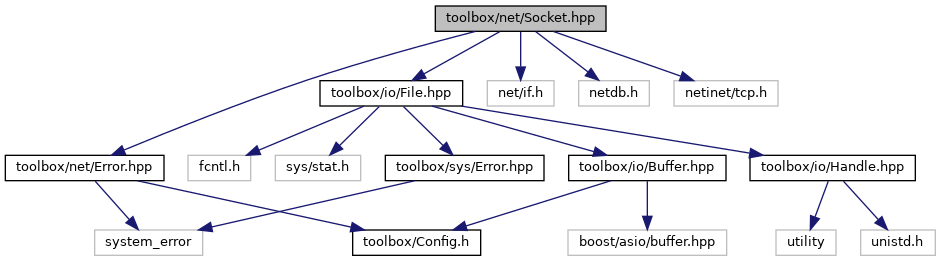 toolbox/net/Socket.hpp
toolbox/io/File.hpp
net/if.h
netdb.h
netinet/tcp.h
toolbox/net/Error.hpp
fcntl.h
sys/stat.h
toolbox/sys/Error.hpp
toolbox/io/Buffer.hpp
toolbox/io/Handle.hpp
system_error
toolbox/Config.h
boost/asio/buffer.hpp
utility
unistd.h